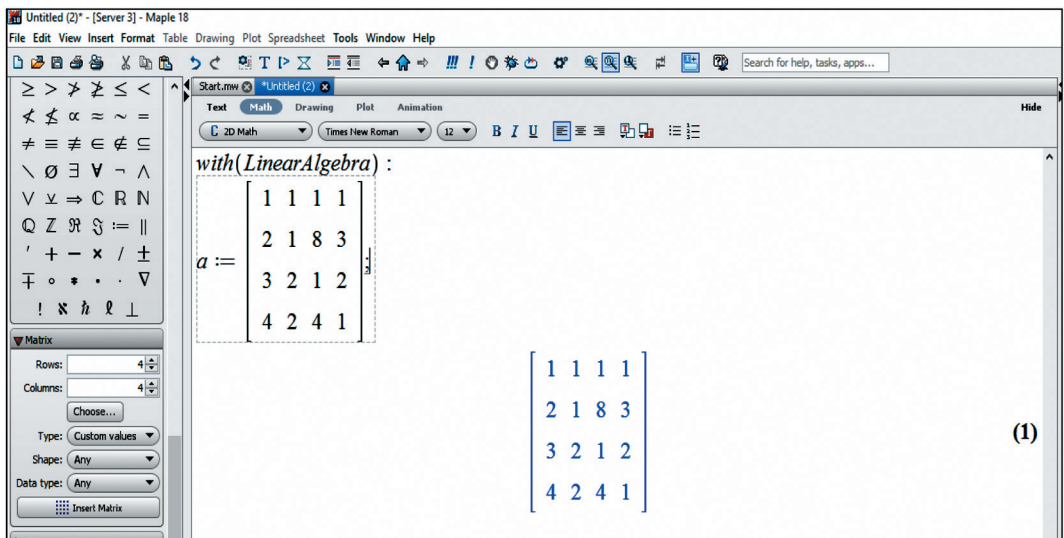 Untitled (2)* - [Server 3] - Maple 18
File Edit View Insert Format Table Drawing Plot Spreadsheet Tools Window Help
Search for help, tasks, apps...
Start.mw *Untitled (2)
Text Math Drawing Plot Animation Hide
C 2D Math Times New Roman 12 B I U
≥ > ≯ ≱ ≤ <
≮ ≰ ∝ ≈ ~ =
≠ ≡ ≢ ∈ ∉ ⊆
∖ Ø ∃ ∀ ¬ ∧
∨ ⊻ ⇒ ℂ ℝ ℕ
ℚ ℤ ℜ ℑ := ||
′ + − × / ±
∓ ∘ * • · ∇
! ℵ ℏ ℓ ⊥
Matrix
Rows: 4
Columns: 4
Choose...
Type: Custom values
Shape: Any
Data type: Any
Insert Matrix
with(LinearAlgebra) :
1 1 1 1
2 1 8 3
a := ;
3 2 1 2
4 2 4 1
1 1 1 1
2 1 8 3
(1)
3 2 1 2
4 2 4 1